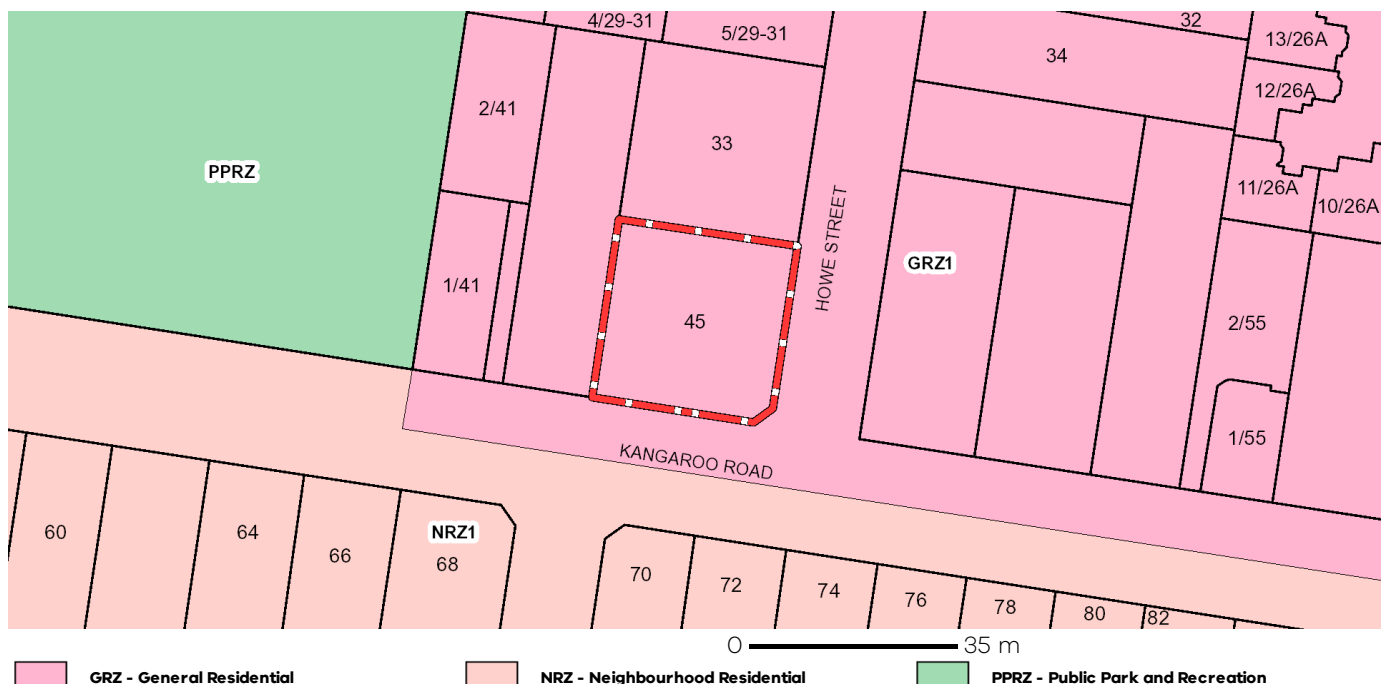 4/29-31
5/29-31
32
13/26A
34
12/26A
2/41
33
PPRZ
11/26A
10/26A
HOWE STREET
GRZ1
1/41
45
2/55
1/55
KANGAROO ROAD
60
64
66
NRZ1
68
70
72
74
76
78
80
82
0 35 m
GRZ - General Residential
NRZ - Neighbourhood Residential
PPRZ - Public Park and Recreation